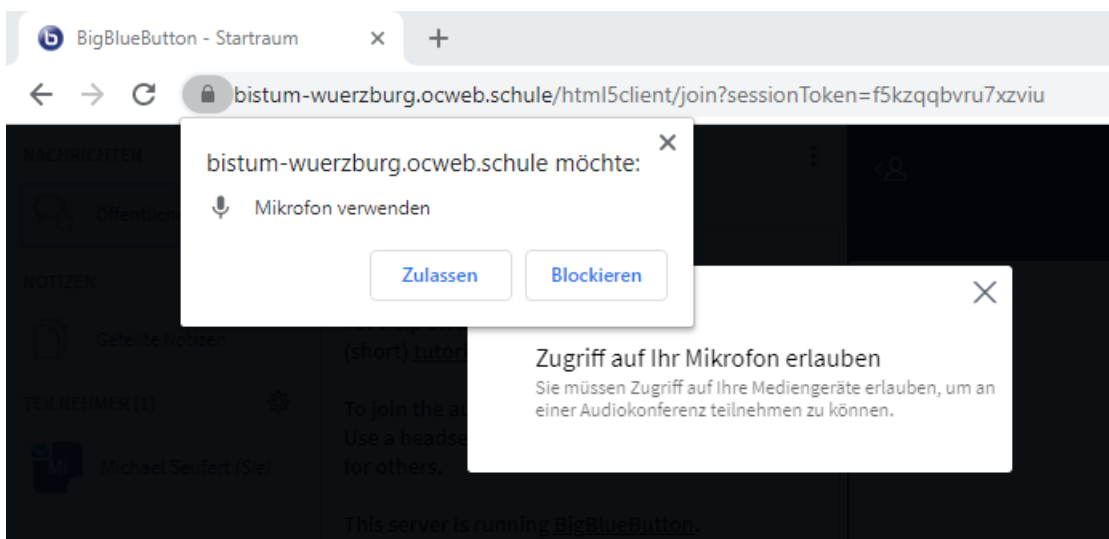 BigBlueButton - Startraum
bistum-wuerzburg.ocweb.schule/html5client/join?sessionToken=f5kzqqbvru7xzviu
bistum-wuerzburg.ocweb.schule möchte:
Mikrofon verwenden
Zulassen
Blockieren
NACHRICHTEN
Öffentlich
NOTIZEN
Geteilte Notizen
TEILNEHMER (1)
Michael Seufert (Sie)
(short) tutori
To join the au
Use a headse
for others.
This server is running BigBlueButton.
Zugriff auf Ihr Mikrofon erlauben
Sie müssen Zugriff auf Ihre Mediengeräte erlauben, um an
einer Audiokonferenz teilnehmen zu können.